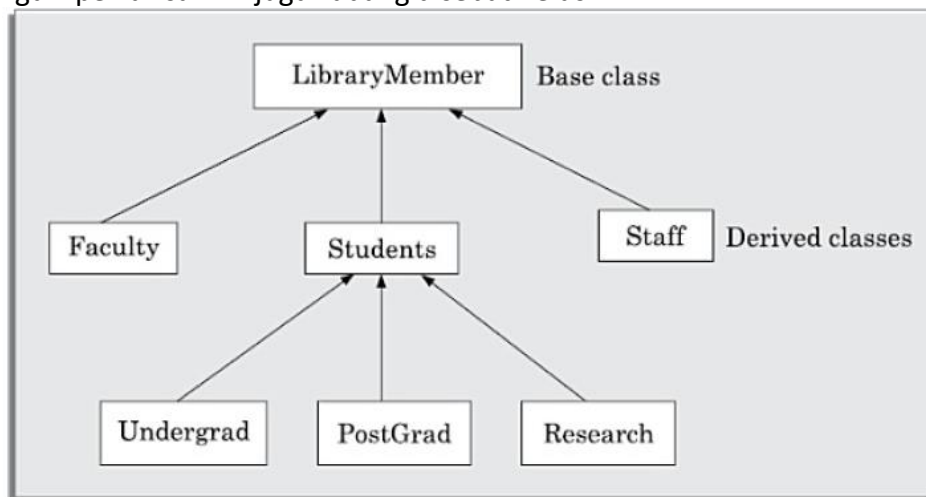 LibraryMember Base class
Faculty Students Staff Derived classes
Undergrad PostGrad Research